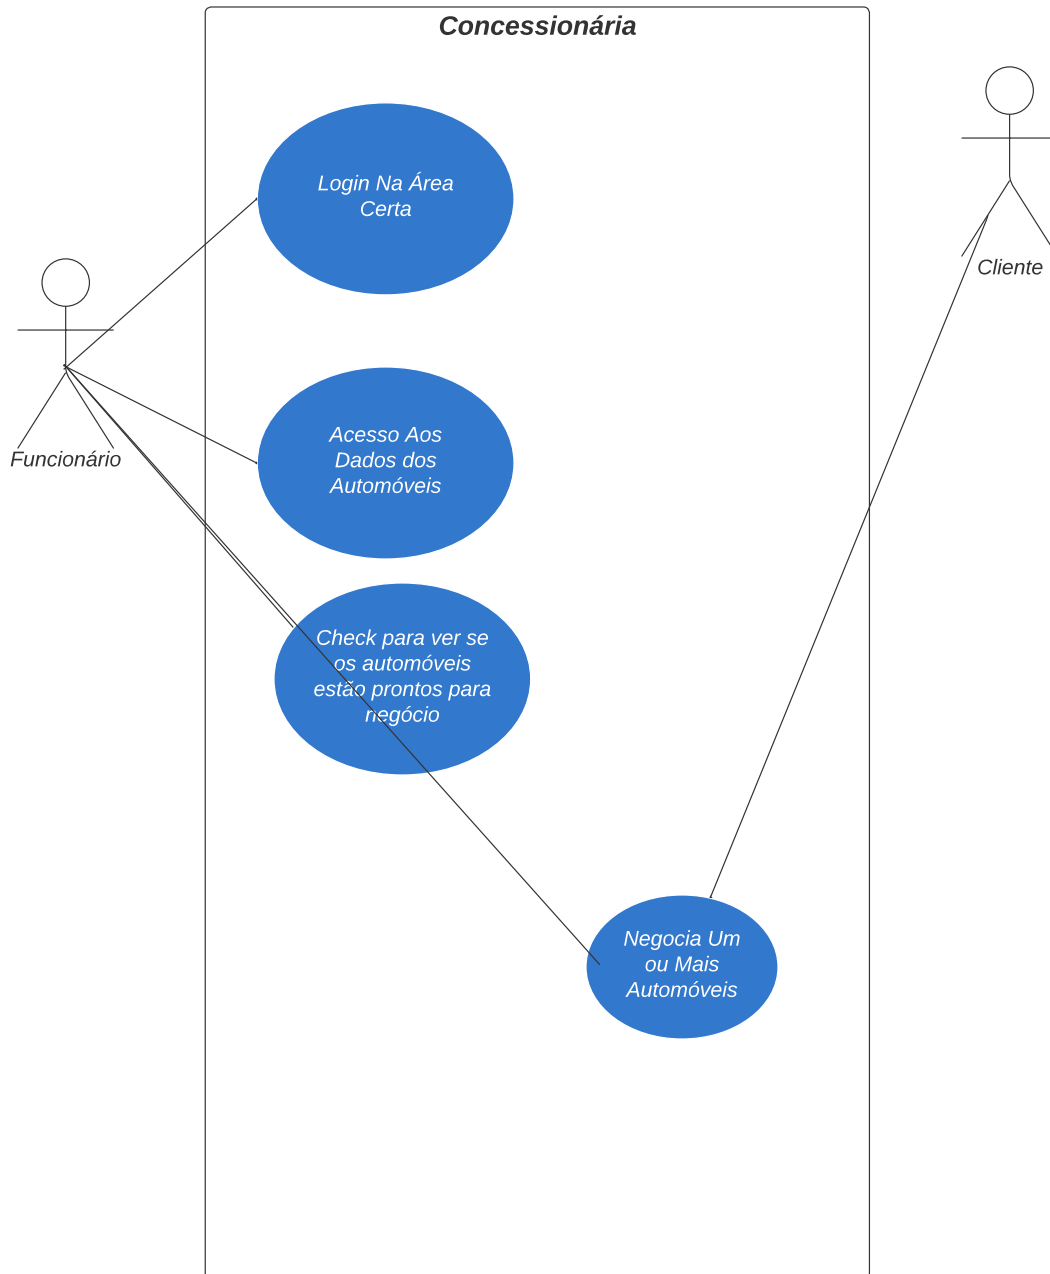 Concessionária
Login Na Área
Certa
Cliente
Funcionário
Acesso Aos
Dados dos
Automóveis
Check para ver se
os automóveis
estão prontos para
negócio
Negocia Um
ou Mais
Automóveis